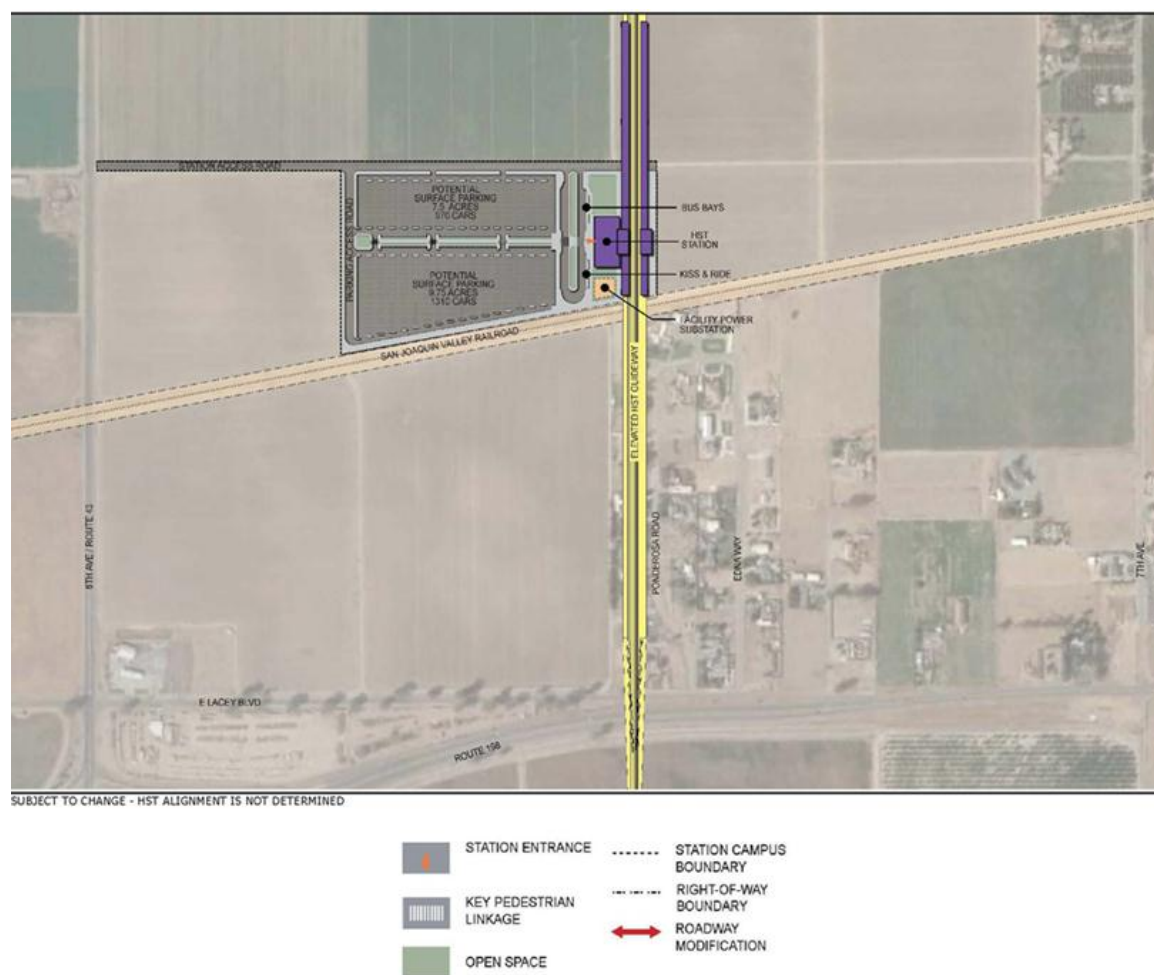 STATION ACCESS ROAD
POTENTIAL
SURFACE PARKING
7.5 ACRES
970 CARS
BUS BAYS
PARKING ACCESS ROAD
HST
STATION
KISS & RIDE
POTENTIAL
SURFACE PARKING
9.75 ACRES
1310 CARS
FACILITY POWER
SUBSTATION
SAN JOAQUIN VALLEY RAILROAD
ELEVATED HST GUIDEWAY
6TH AVE / ROUTE 43
PONDEROSA ROAD
EDNA WAY
7TH AVE
E LACEY BLVD
ROUTE 198
SUBJECT TO CHANGE - HST ALIGNMENT IS NOT DETERMINED
STATION ENTRANCE
STATION CAMPUS
BOUNDARY
KEY PEDESTRIAN
LINKAGE
RIGHT-OF-WAY
BOUNDARY
ROADWAY
MODIFICATION
OPEN SPACE